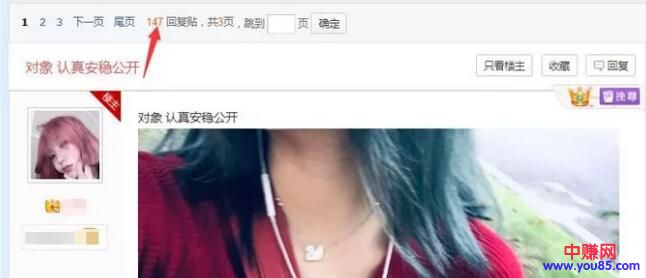 1 2 3 下一页 尾页 147 回复贴，共3页，跳到 页 确定
对象 认真安稳公开
只看楼主 收藏 回复
楼主
挽尊
对象 认真安稳公开
中赚网
www.you85.com